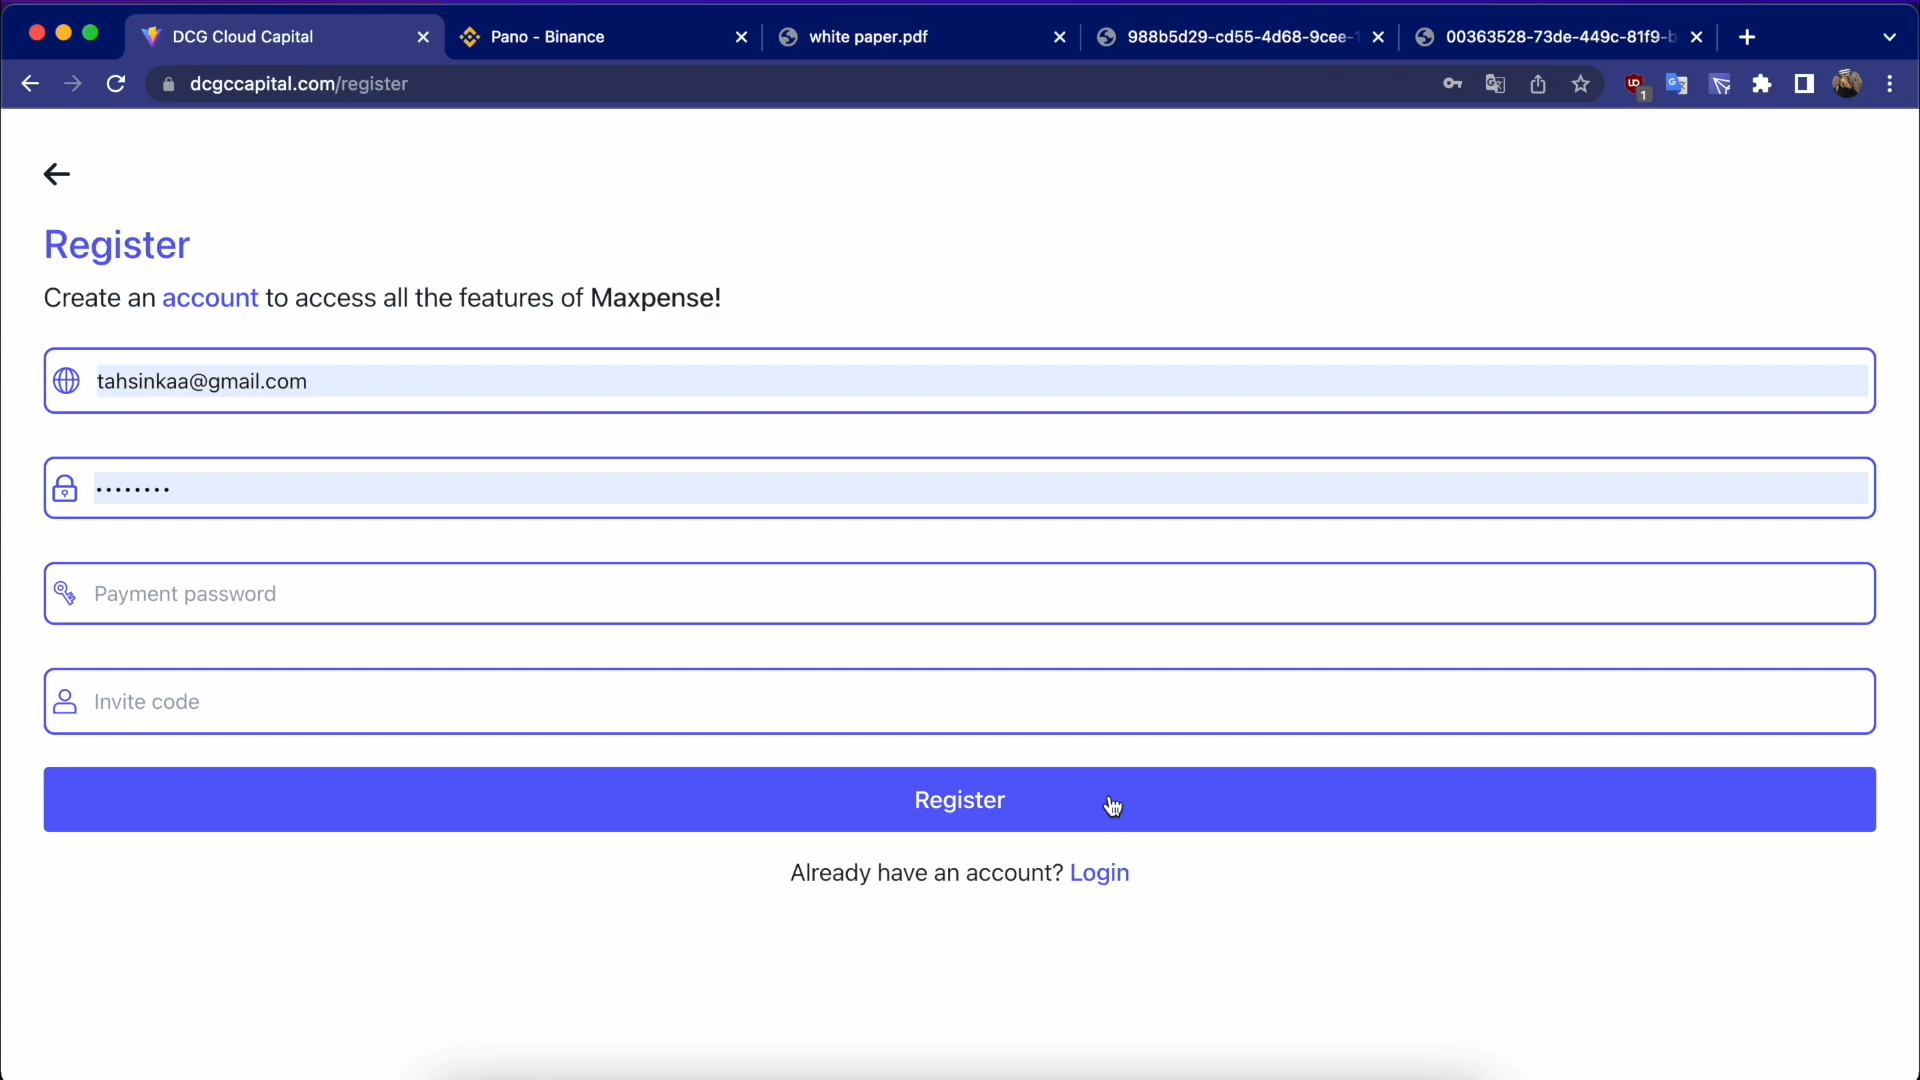 DCG Cloud Capital
Pano - Binance
white paper.pdf
988b5d29-cd55-4d68-9cee-1
00363528-73de-449c-81f9-b
dcgccapital.com/register
1
Register
Create an account to access all the features of Maxpense!
tahsinkaa@gmail.com
••••••••
Payment password
Invite code
Register
Already have an account? Login